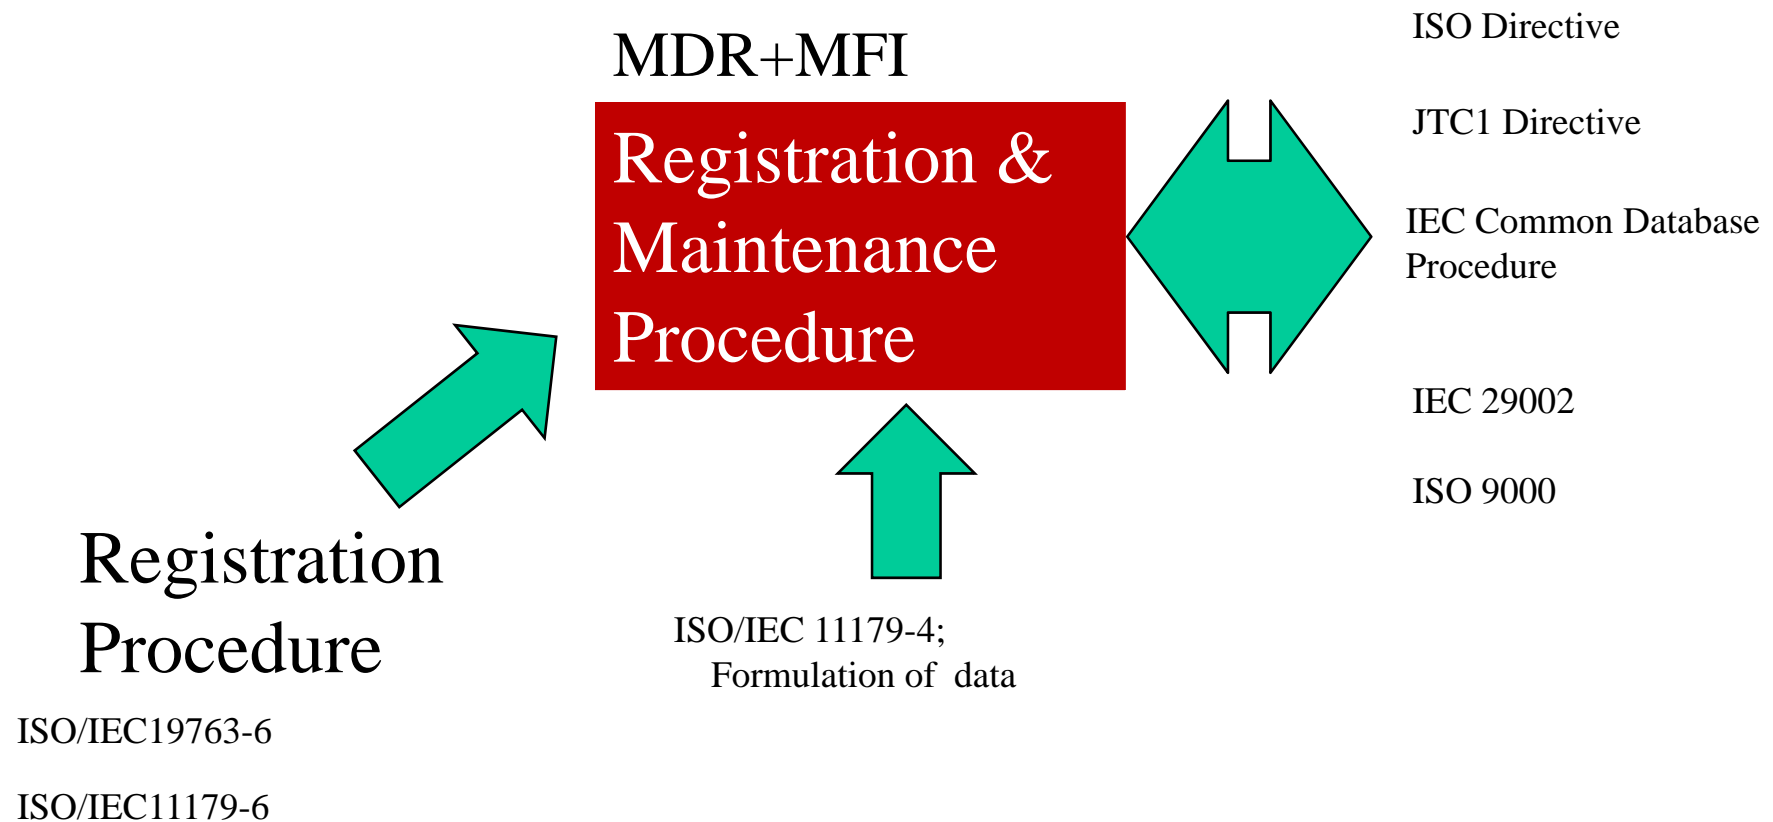 MDR+MFI
Registration &
Maintenance
Procedure
ISO Directive
JTC1 Directive
IEC Common Database
Procedure
IEC 29002
ISO 9000
Registration
Procedure
ISO/IEC19763-6
ISO/IEC11179-6
ISO/IEC 11179-4;
Formulation of  data